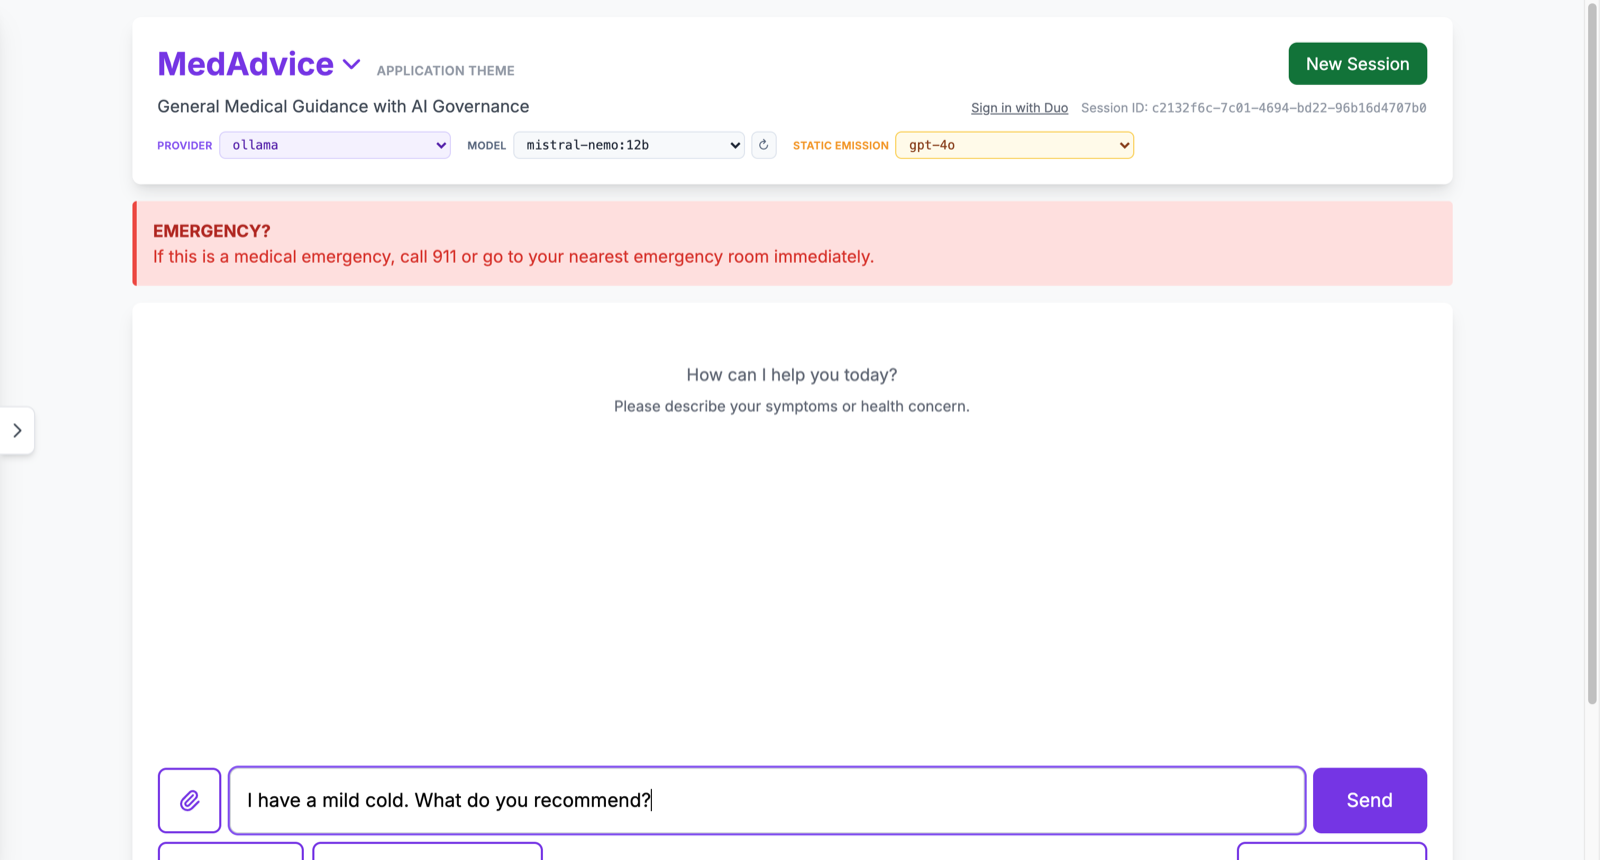 MedAdvice APPLICATION THEME
New Session
General Medical Guidance with AI Governance
Sign in with Duo Session ID: c2132f6c-7c01-4694-bd22-96b16d4707b0
PROVIDER ollama MODEL mistral-nemo:12b STATIC EMISSION gpt-4o
EMERGENCY?
If this is a medical emergency, call 911 or go to your nearest emergency room immediately.
How can I help you today?
Please describe your symptoms or health concern.
I have a mild cold. What do you recommend?
Send